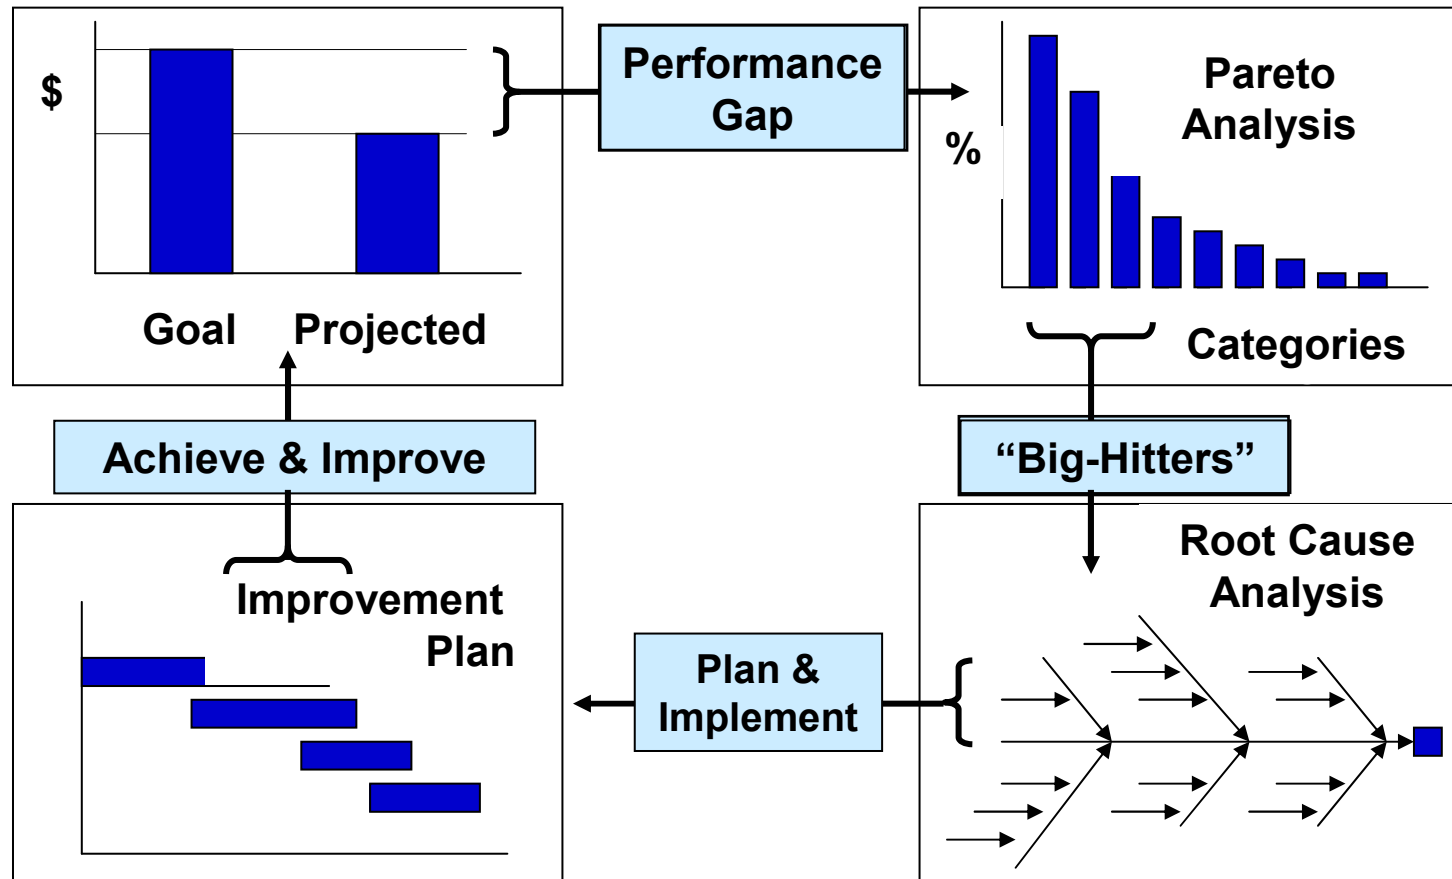 $
Goal
Projected
Performance
Gap
%
Pareto
Analysis
Categories
“Big-Hitters”
Root Cause
Analysis
Plan &
Implement
Improvement
Plan
Achieve & Improve